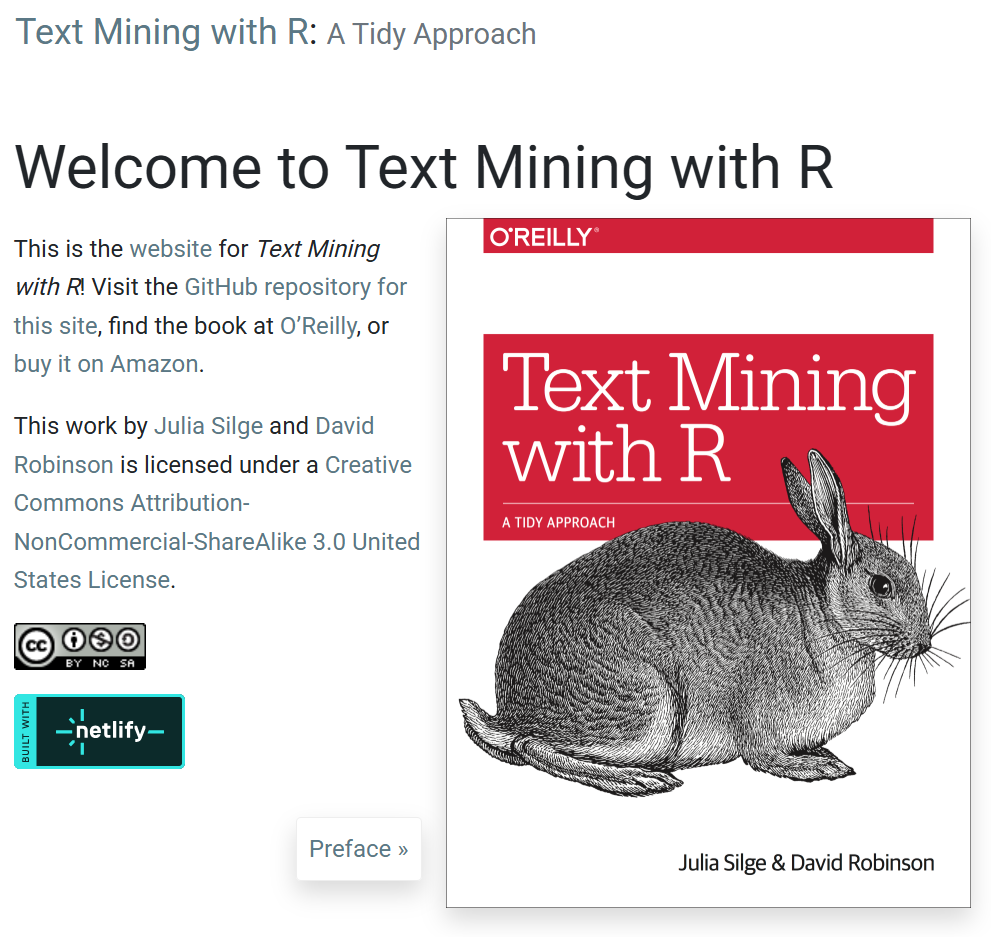 Text Mining with R: A Tidy Approach
Welcome to Text Mining with R
This is the website for Text Mining
with R! Visit the GitHub repository for
this site, find the book at O’Reilly, or
buy it on Amazon.
This work by Julia Silge and David
Robinson is licensed under a Creative
Commons Attribution-
NonCommercial-ShareAlike 3.0 United
States License.
cc
BY NC SA
BUILT WITH
netlify
Preface »
O'REILLY®
Text Mining
with R
A TIDY APPROACH
Julia Silge & David Robinson